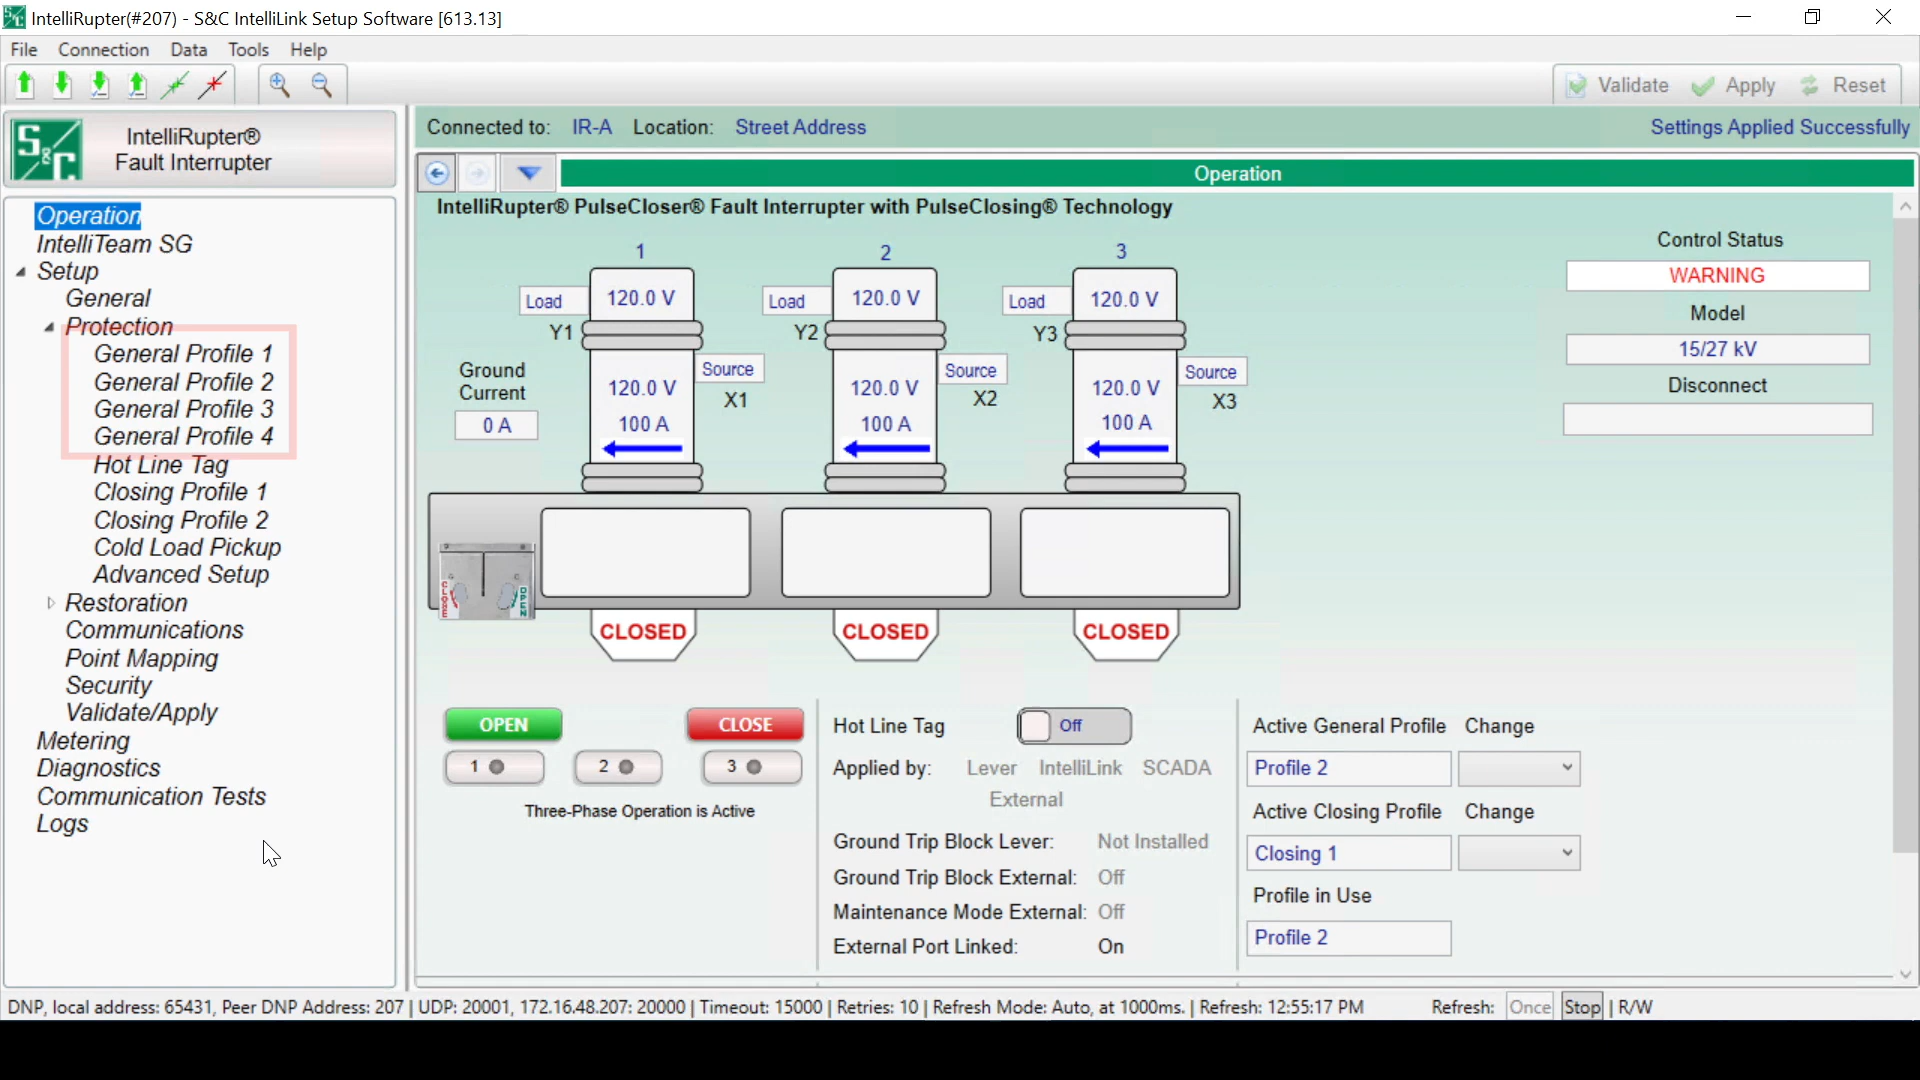 IntelliRupter(#207) - S&C IntelliLink Setup Software [613.13]
File Connection Data Tools Help
Validate Apply Reset
S&C
IntelliRupter®
Fault Interrupter
Connected to: IR-A Location: Street Address
Settings Applied Successfully
Operation
IntelliTeam SG
Setup
General
Protection
General Profile 1
General Profile 2
General Profile 3
General Profile 4
Hot Line Tag
Closing Profile 1
Closing Profile 2
Cold Load Pickup
Advanced Setup
Restoration
Communications
Point Mapping
Security
Validate/Apply
Metering
Diagnostics
Communication Tests
Logs
Operation
IntelliRupter® PulseCloser® Fault Interrupter with PulseClosing® Technology
1 2 3
Load 120.0 V Load 120.0 V Load 120.0 V
Y1 Y2 Y3
Ground
Current
0 A
Source Source Source
120.0 V 120.0 V 120.0 V
X1 X2 X3
100 A 100 A 100 A
CLOSE OPEN
CLOSED CLOSED CLOSED
Control Status
WARNING
Model
15/27 kV
Disconnect
OPEN CLOSE
1 2 3
Three-Phase Operation is Active
Hot Line Tag Off
Applied by: Lever IntelliLink SCADA
External
Ground Trip Block Lever: Not Installed
Ground Trip Block External: Off
Maintenance Mode External: Off
External Port Linked: On
Active General Profile Change
Profile 2
Active Closing Profile Change
Closing 1
Profile in Use
Profile 2
DNP, local address: 65431, Peer DNP Address: 207 | UDP: 20001, 172.16.48.207: 20000 | Timeout: 15000 | Retries: 10 | Refresh Mode: Auto, at 1000ms. | Refresh: 12:55:17 PM Refresh: Once Stop | R/W